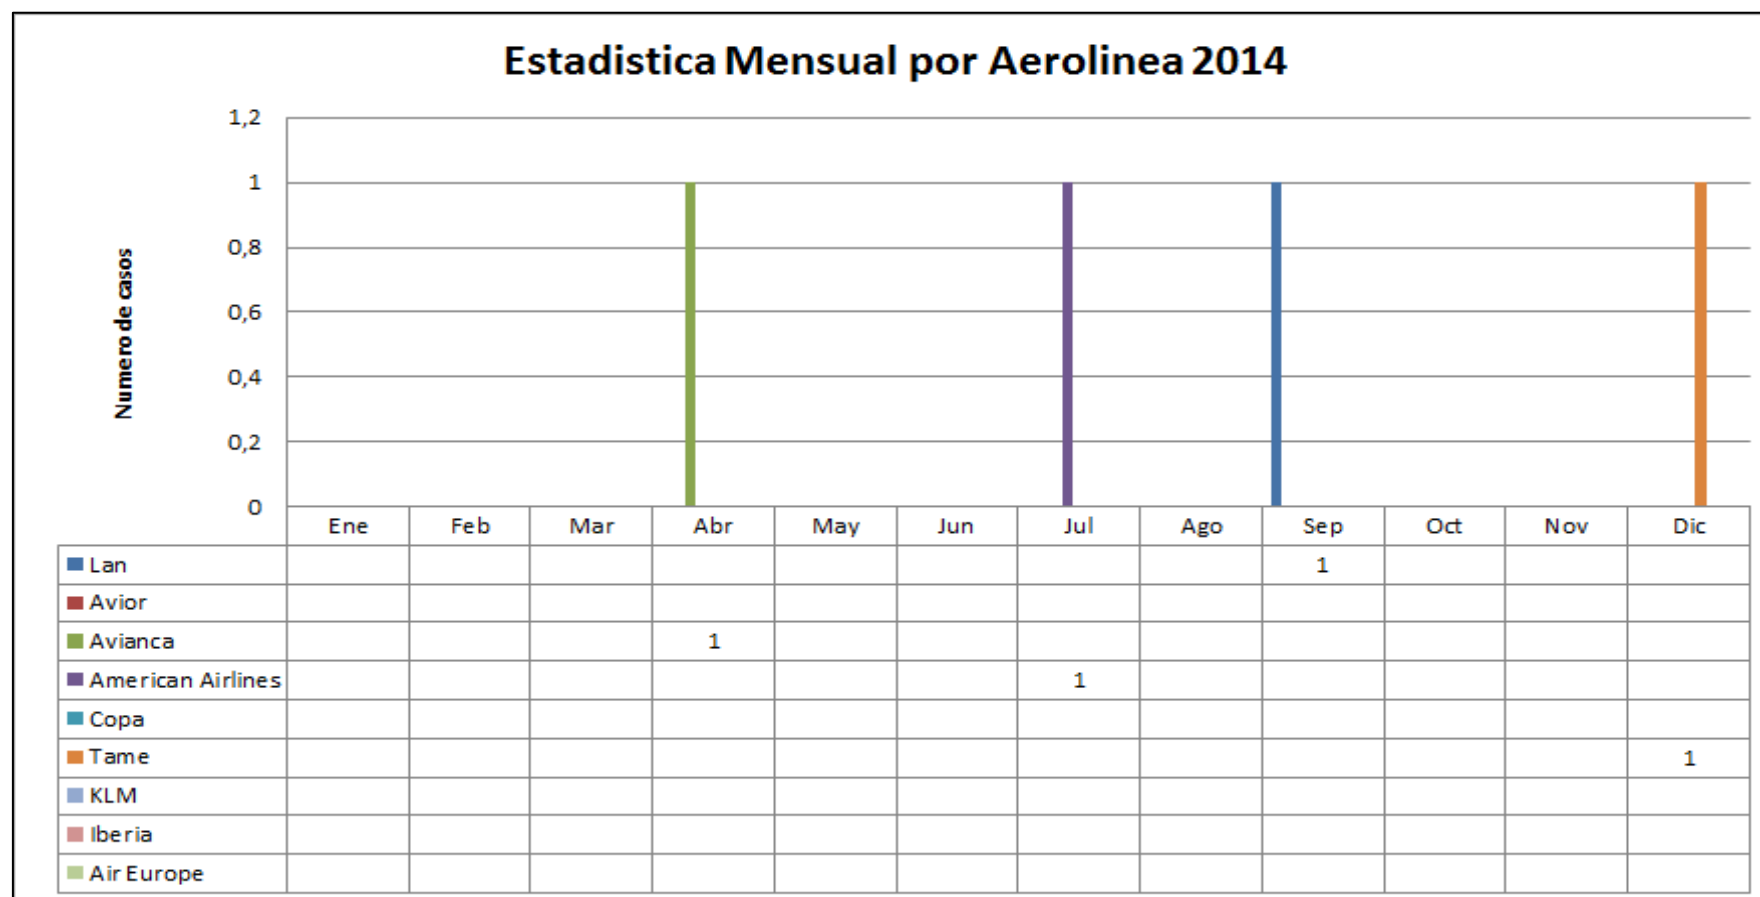 Estadistica Mensual por Aerolinea 2014
Numero de casos
1,2
1
0,8
0,6
0,4
0,2
0
Ene Feb Mar Abr May Jun Jul Ago Sep Oct Nov Dic
Lan 1
Avior
Avianca 1
American Airlines 1
Copa
Tame 1
KLM
Iberia
Air Europe